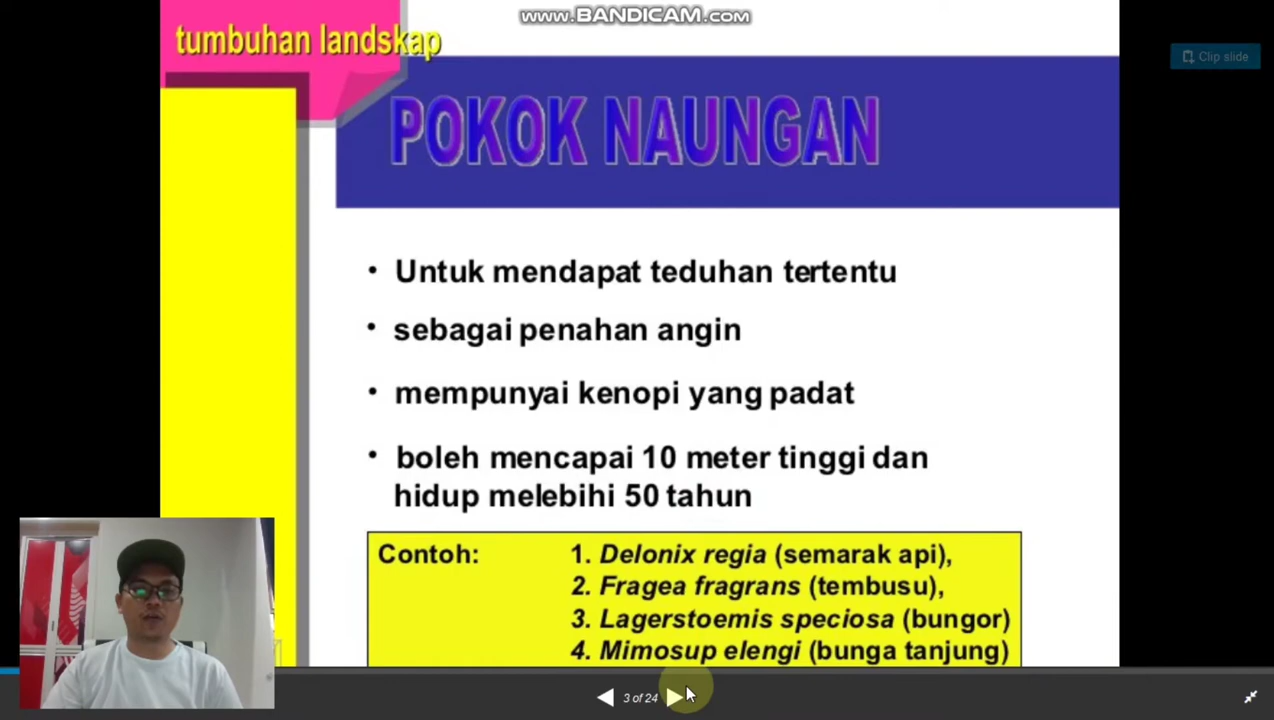 www.BANDICAM.com
tumbuhan landskap
Clip slide
POKOK NAUNGAN
• Untuk mendapat teduhan tertentu
• sebagai penahan angin
• mempunyai kenopi yang padat
• boleh mencapai 10 meter tinggi dan
hidup melebihi 50 tahun
Contoh: 1. Delonix regia (semarak api),
2. Fragea fragrans (tembusu),
3. Lagerstoemis speciosa (bungor)
4. Mimosup elengi (bunga tanjung)
3 of 24